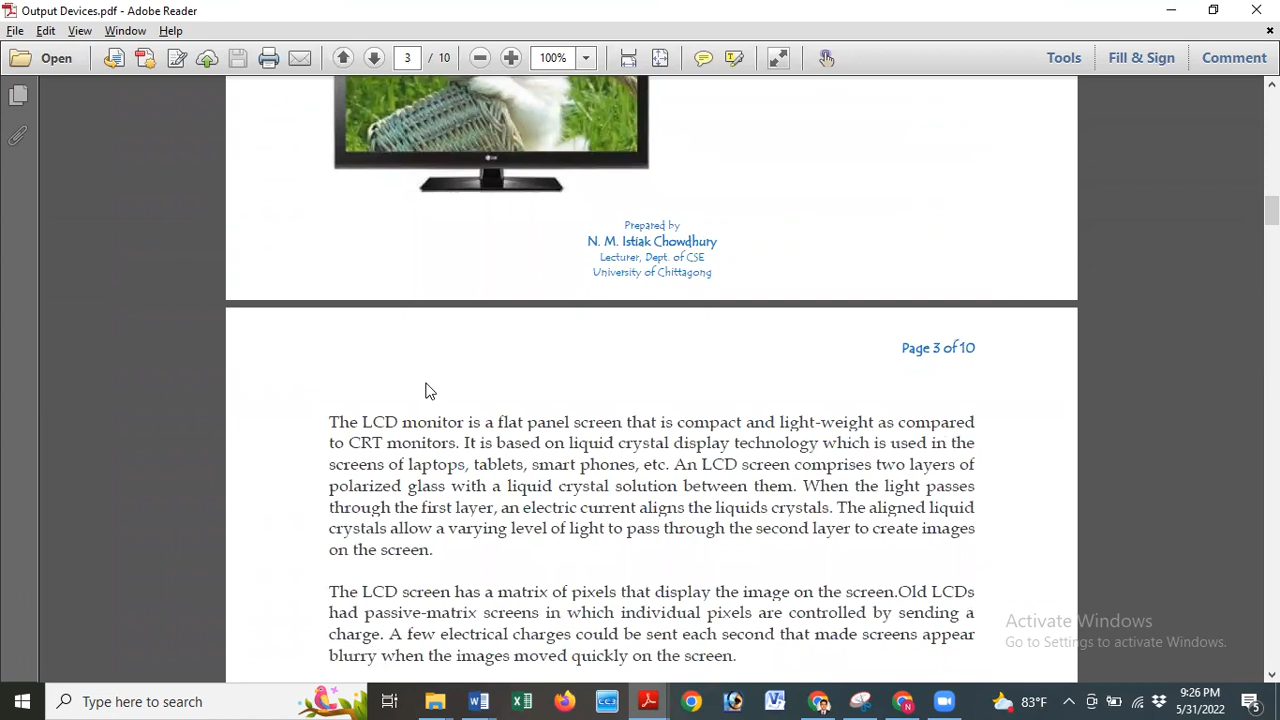 Output Devices.pdf - Adobe Reader
File Edit View Window Help
Open 3 / 10 100% Tools Fill & Sign Comment
LG
Prepared by
N. M. Istiak Chowdhury
Lecturer, Dept. of CSE
University of Chittagong
Page 3 of 10
The LCD monitor is a flat panel screen that is compact and light-weight as compared
to CRT monitors. It is based on liquid crystal display technology which is used in the
screens of laptops, tablets, smart phones, etc. An LCD screen comprises two layers of
polarized glass with a liquid crystal solution between them. When the light passes
through the first layer, an electric current aligns the liquids crystals. The aligned liquid
crystals allow a varying level of light to pass through the second layer to create images
on the screen.
The LCD screen has a matrix of pixels that display the image on the screen.Old LCDs
had passive-matrix screens in which individual pixels are controlled by sending a
charge. A few electrical charges could be sent each second that made screens appear
blurry when the images moved quickly on the screen.
Activate Windows
Go to Settings to activate Windows.
Type here to search
83°F
9:26 PM
5/31/2022
5